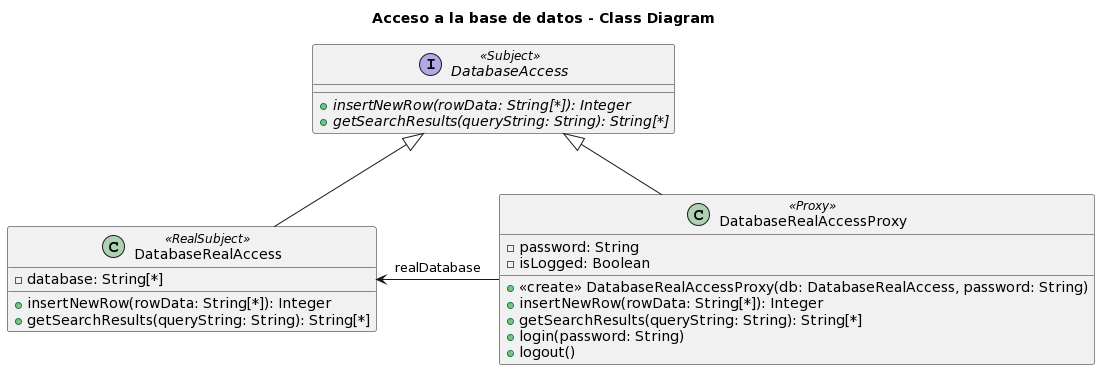 Acceso a la base de datos - Class Diagram
«Subject»
I
DatabaseAccess
insertNewRow(rowData: String[*]): Integer
getSearchResults(queryString: String): String[*]
«RealSubject»
C
DatabaseRealAccess
database: String[*]
insertNewRow(rowData: String[*]): Integer
getSearchResults(queryString: String): String[*]
realDatabase
«Proxy»
C
DatabaseRealAccessProxy
password: String
isLogged: Boolean
«create» DatabaseRealAccessProxy(db: DatabaseRealAccess, password: String)
insertNewRow(rowData: String[*]): Integer
getSearchResults(queryString: String): String[*]
login(password: String)
logout()